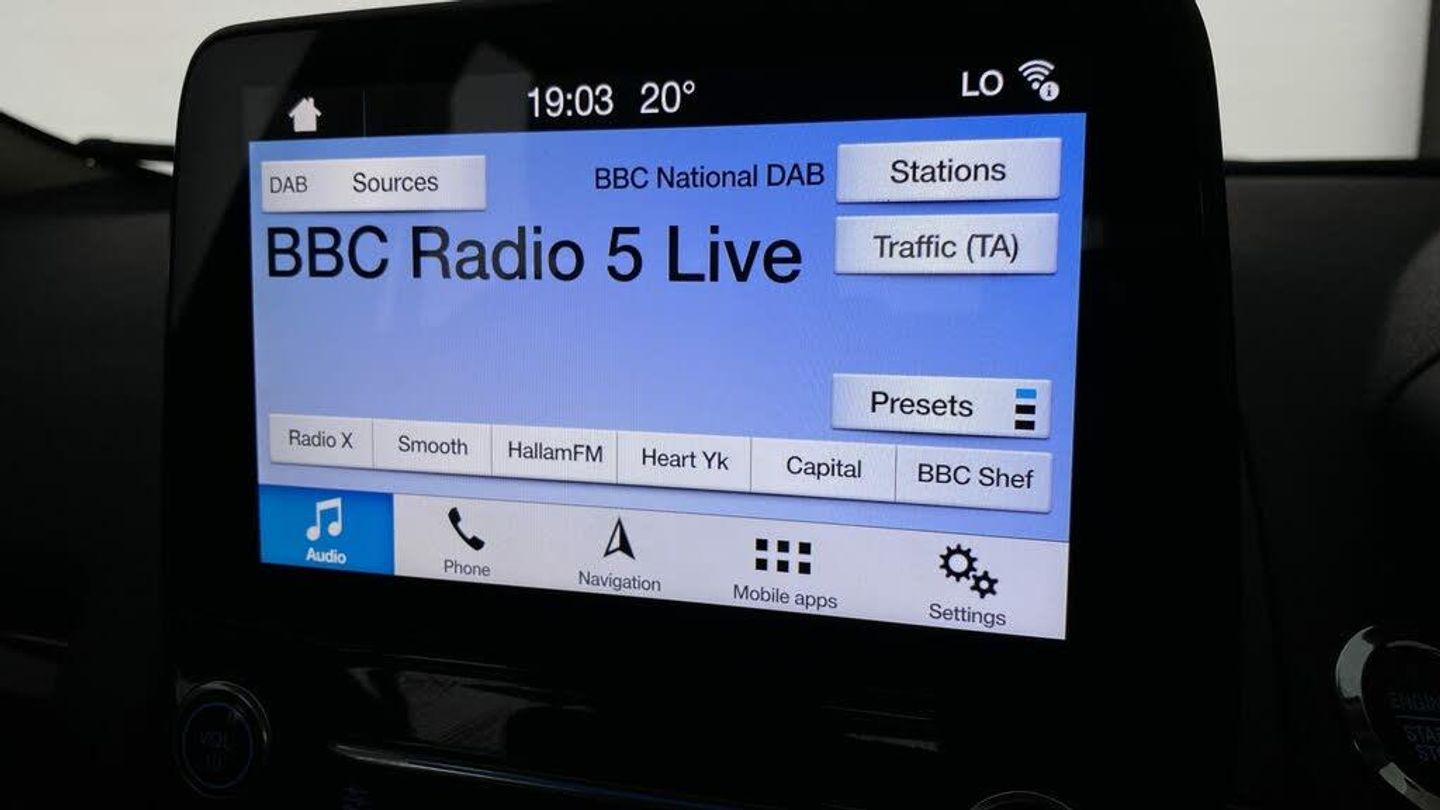 19:03 20° LO
DAB Sources
BBC National DAB
Stations
BBC Radio 5 Live
Traffic (TA)
Presets
Radio X
Smooth
HallamFM
Heart Yk
Capital
BBC Shef
Audio
Phone
Navigation
Mobile apps
Settings
VOL